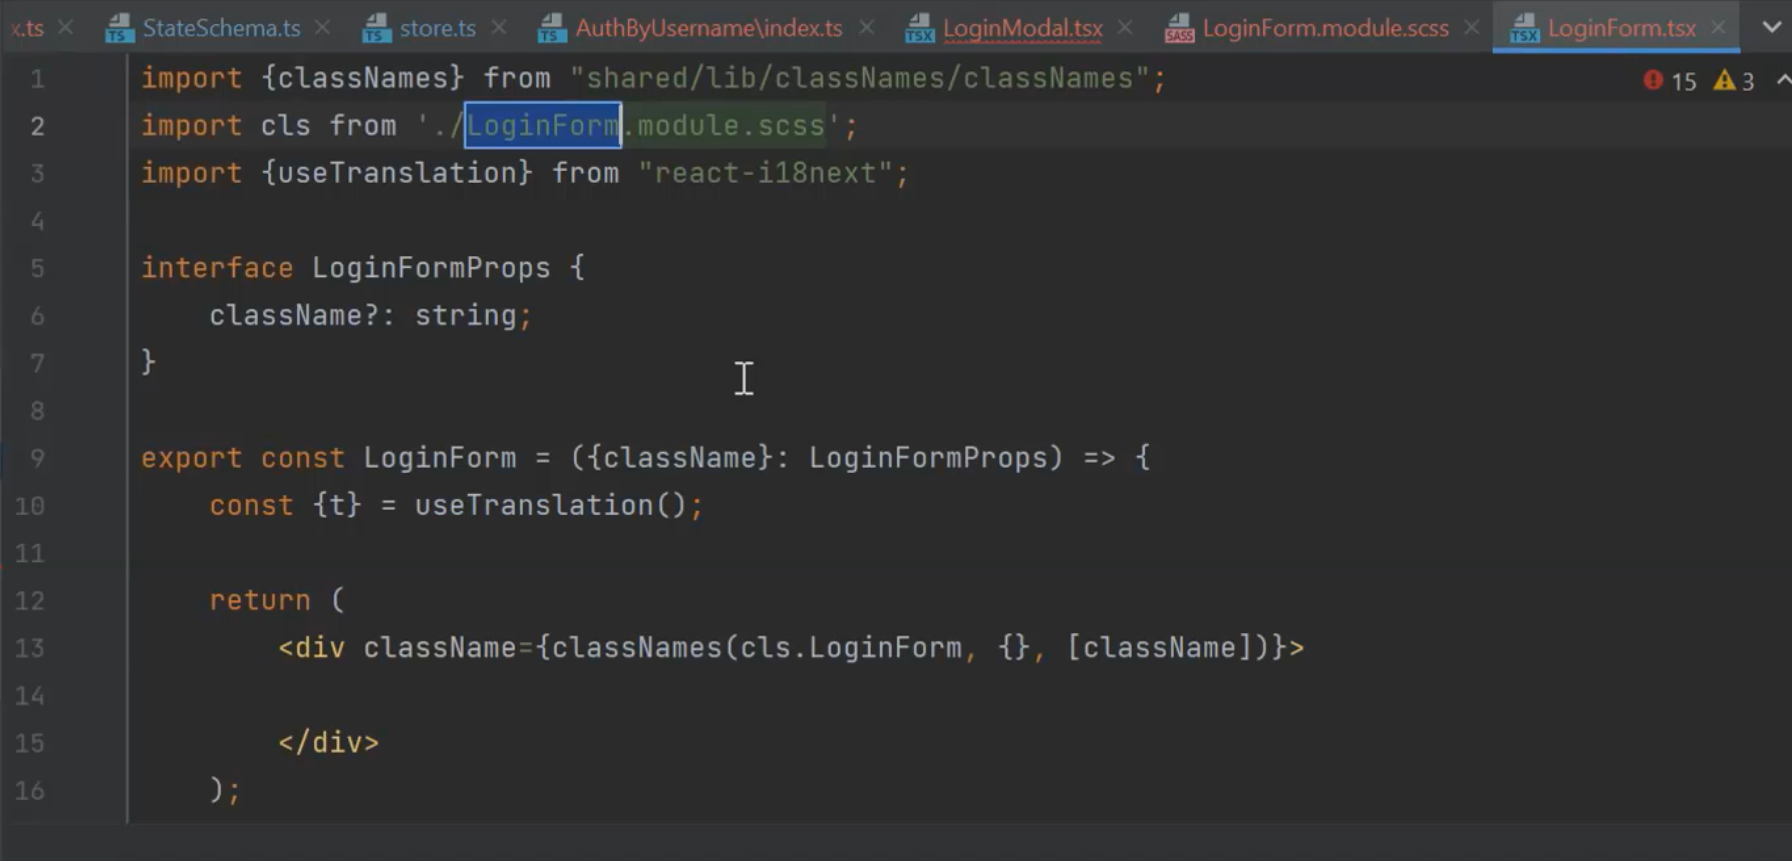 x.ts StateSchema.ts store.ts AuthByUsername\index.ts LoginModal.tsx LoginForm.module.scss LoginForm.tsx
TS TS TS TSX SASS TSX
15 3
1 import {classNames} from "shared/lib/classNames/classNames";
2 import cls from './LoginForm.module.scss';
3 import {useTranslation} from "react-i18next";
4
5 interface LoginFormProps {
6     className?: string;
7 }
8
9 export const LoginForm = ({className}: LoginFormProps) => {
10     const {t} = useTranslation();
11
12     return (
13         <div className={classNames(cls.LoginForm, {}, [className])}>
14
15         </div>
16     );